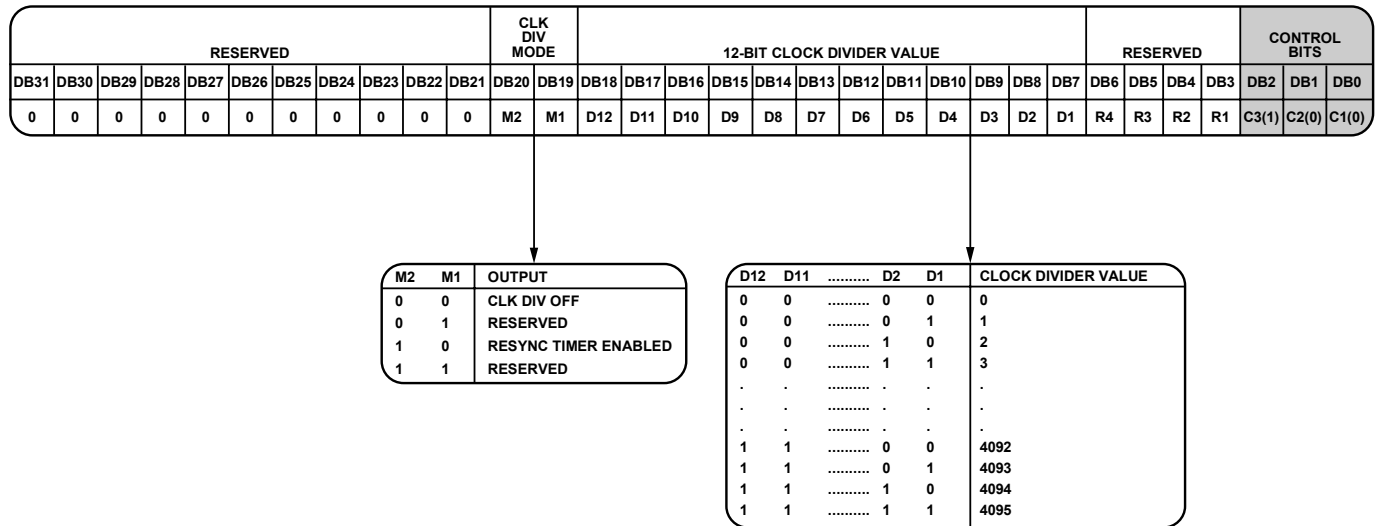 RESERVED
CLK
DIV
MODE
12-BIT CLOCK DIVIDER VALUE
RESERVED
CONTROL
BITS
DB31 DB30 DB29 DB28 DB27 DB26 DB25 DB24 DB23 DB22 DB21 DB20 DB19 DB18 DB17 DB16 DB15 DB14 DB13 DB12 DB11 DB10 DB9 DB8 DB7 DB6 DB5 DB4 DB3 DB2 DB1 DB0
0 0 0 0 0 0 0 0 0 0 0 M2 M1 D12 D11 D10 D9 D8 D7 D6 D5 D4 D3 D2 D1 R4 R3 R2 R1 C3(1) C2(0) C1(0)
M2 M1 OUTPUT
0 0 CLK DIV OFF
0 1 RESERVED
1 0 RESYNC TIMER ENABLED
1 1 RESERVED
D12 D11 .......... D2 D1 CLOCK DIVIDER VALUE
0 0 .......... 0 0 0
0 0 .......... 0 1 1
0 0 .......... 1 0 2
0 0 .......... 1 1 3
. . .......... . . .
. . .......... . . .
. . .......... . . .
1 1 .......... 0 0 4092
1 1 .......... 0 1 4093
1 1 .......... 1 0 4094
1 1 .......... 1 1 4095